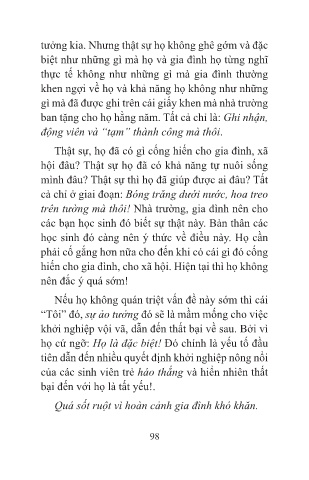 tướng kia. Nhưng thật sự họ không ghê gớm và đặc
biệt như những gì mà họ và gia đình họ từng nghĩ
thực tế không như những gì mà gia đình thường
khen ngợi về họ và khả năng họ không như những
gì mà đã được ghi trên cái giấy khen mà nhà trường
ban tặng cho họ hằng năm. Tất cả chỉ là: Ghi nhận,
động viên và “tạm” thành công mà thôi.
Thật sự, họ đã có gì cống hiến cho gia đình, xã
hội đâu? Thật sự họ đã có khả năng tự nuôi sống
mình đâu? Thật sự thì họ đã giúp được ai đâu? Tất
cả chỉ ở giai đoạn: Bóng trăng dưới nước, hoa treo
trên tường mà thôi! Nhà trường, gia đình nên cho
các bạn học sinh đó biết sự thật này. Bản thân các
học sinh đó càng nên ý thức về điều này. Họ cần
phải cố gắng hơn nữa cho đến khi có cái gì đó cống
hiến cho gia đình, cho xã hội. Hiện tại thì họ không
nên đắc ý quá sớm!
Nếu họ không quán triệt vấn đề này sớm thì cái
“Tôi” đó, sự ảo tưởng đó sẽ là mầm mống cho việc
khởi nghiệp vội vã, dẫn đến thất bại về sau. Bởi vì
họ cứ ngỡ: Họ là đặc biệt! Đó chính là yếu tố đầu
tiên dẫn đến nhiều quyết định khởi nghiệp nông nổi
của các sinh viên trẻ háo thắng và hiển nhiên thất
bại đến với họ là tất yếu!.
Quá sốt ruột vì hoàn cảnh gia đình khó khăn.
98